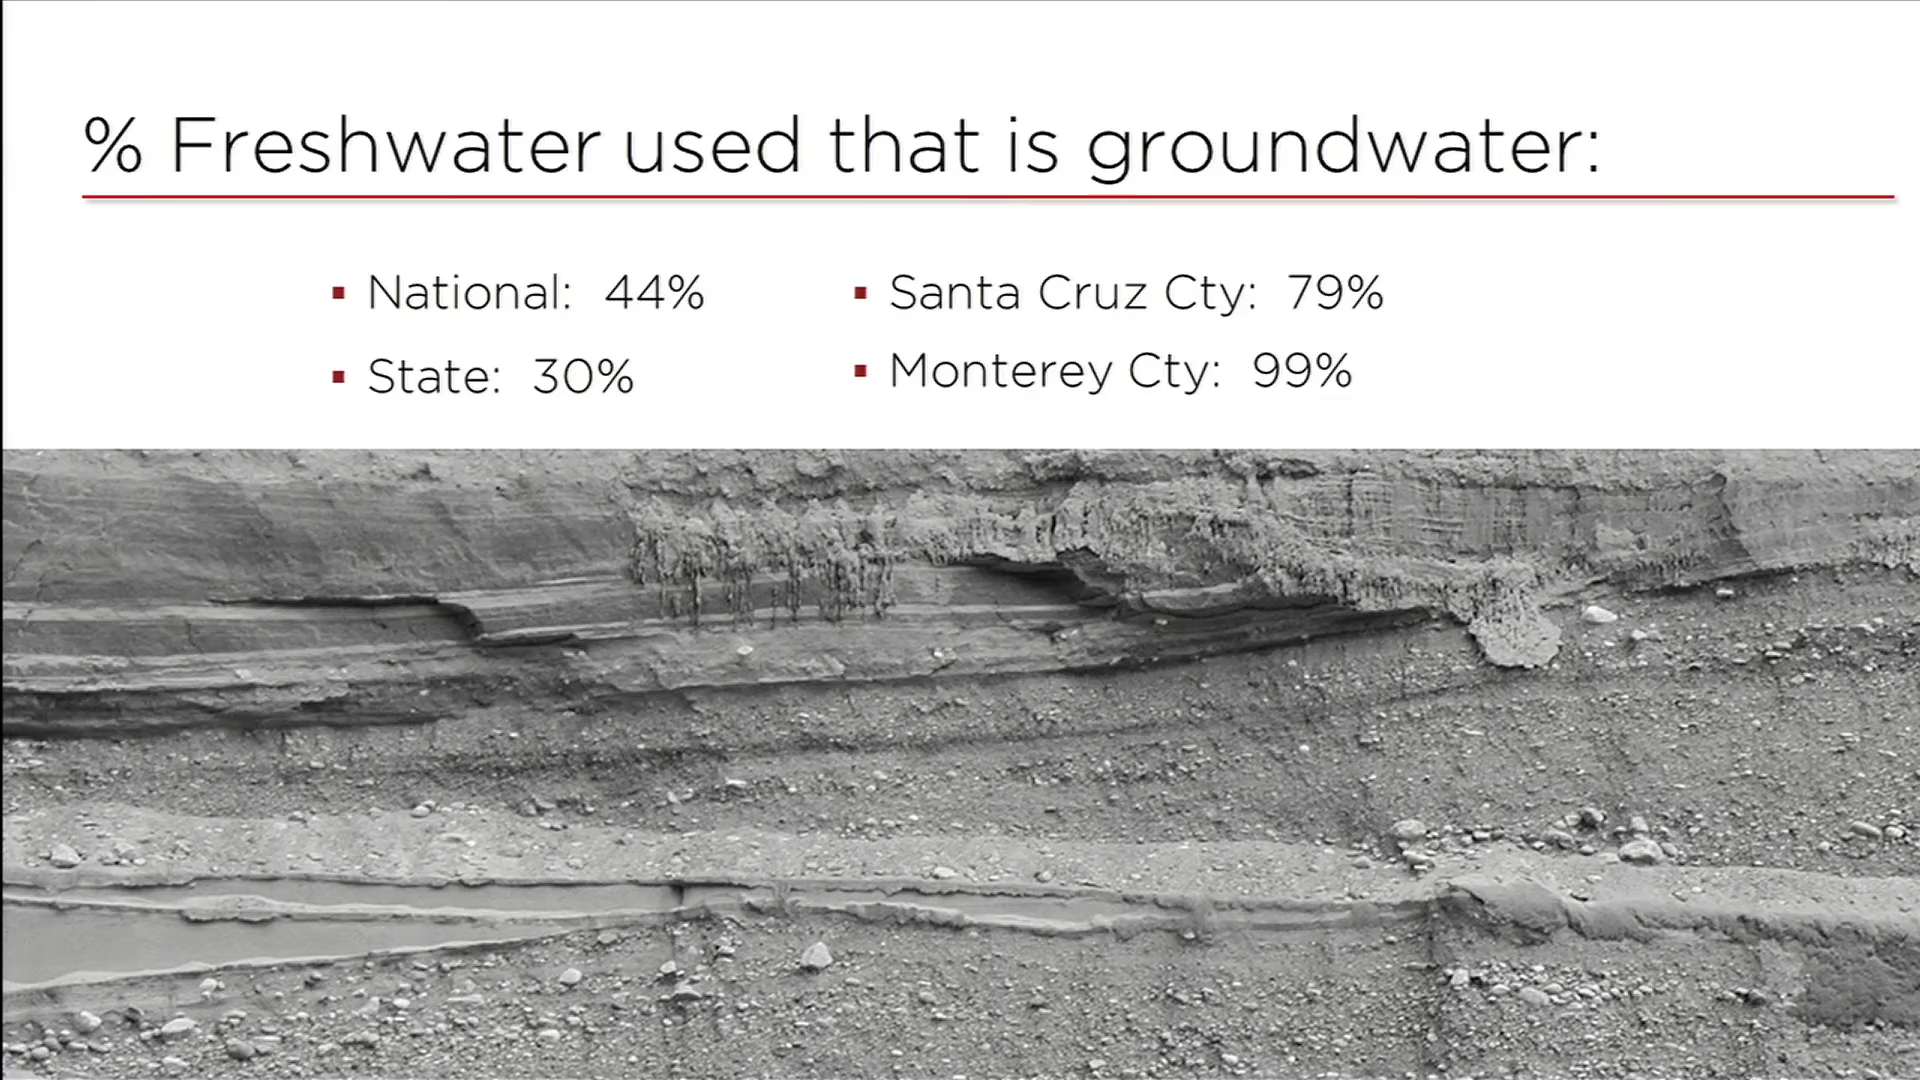 % Freshwater used that is groundwater:
▪ National: 44%
▪ State: 30%
▪ Santa Cruz Cty: 79%
▪ Monterey Cty: 99%